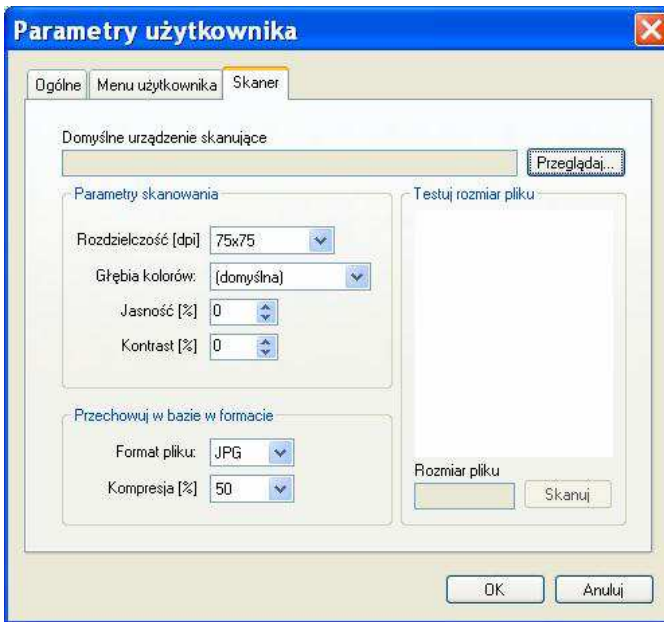 Parametry użytkownika
Ogólne Menu użytkownika Skaner
Domyślne urządzenie skanujące
Przeglądaj...
Parametry skanowania
Rozdzielczość [dpi] 75x75
Głębia kolorów: (domyślna)
Jasność [%] 0
Kontrast [%] 0
Przechowuj w bazie w formacie
Format pliku: JPG
Kompresja [%] 50
Testuj rozmiar pliku
Rozmiar pliku
Skanuj
OK Anuluj